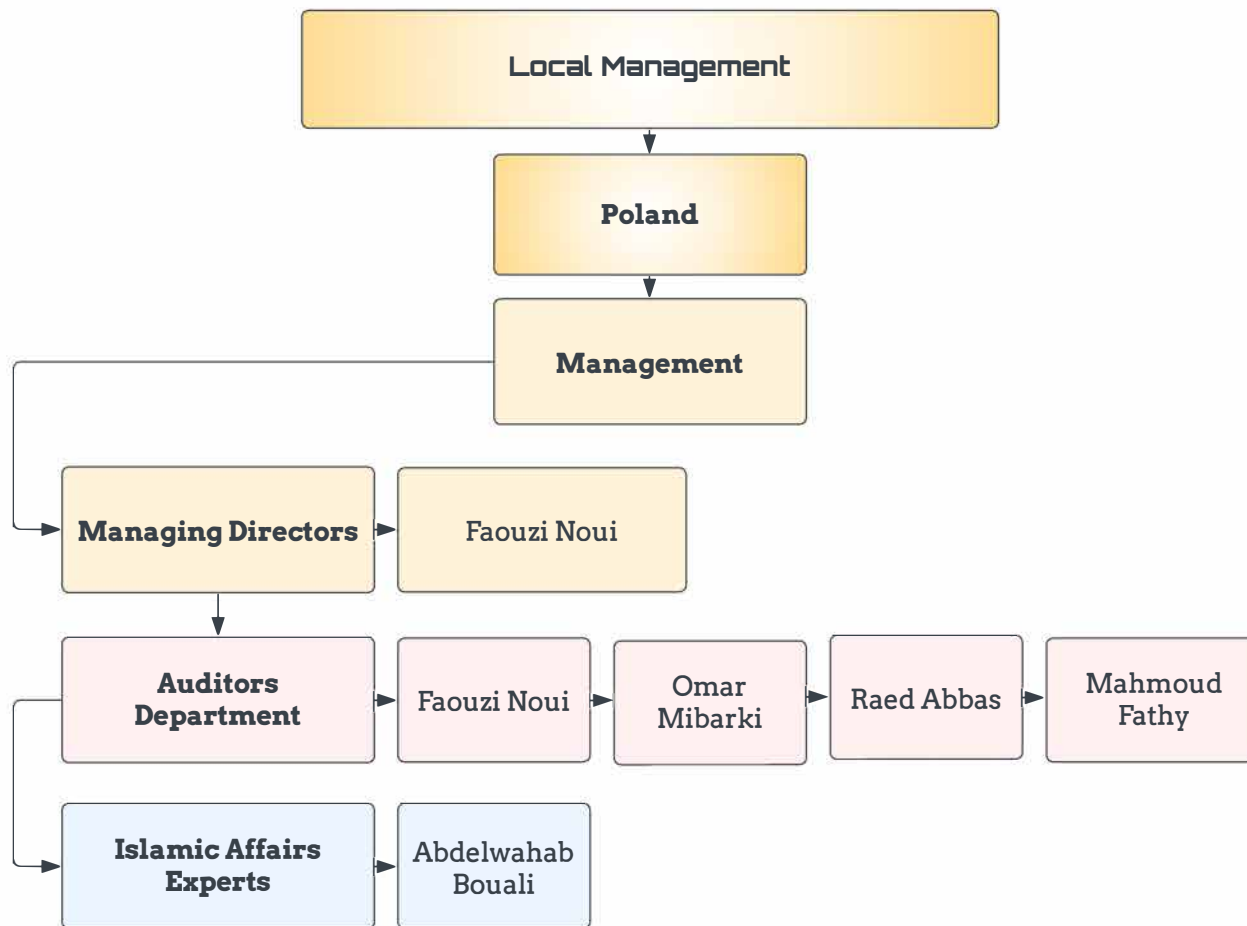 Local Management
Poland
Management
Managing Directors
Faouzi Noui
Auditors
Department
Faouzi Noui
Omar
Mibarki
Raed Abbas
Mahmoud
Fathy
Islamic Affairs
Experts
Abdelwahab
Bouali